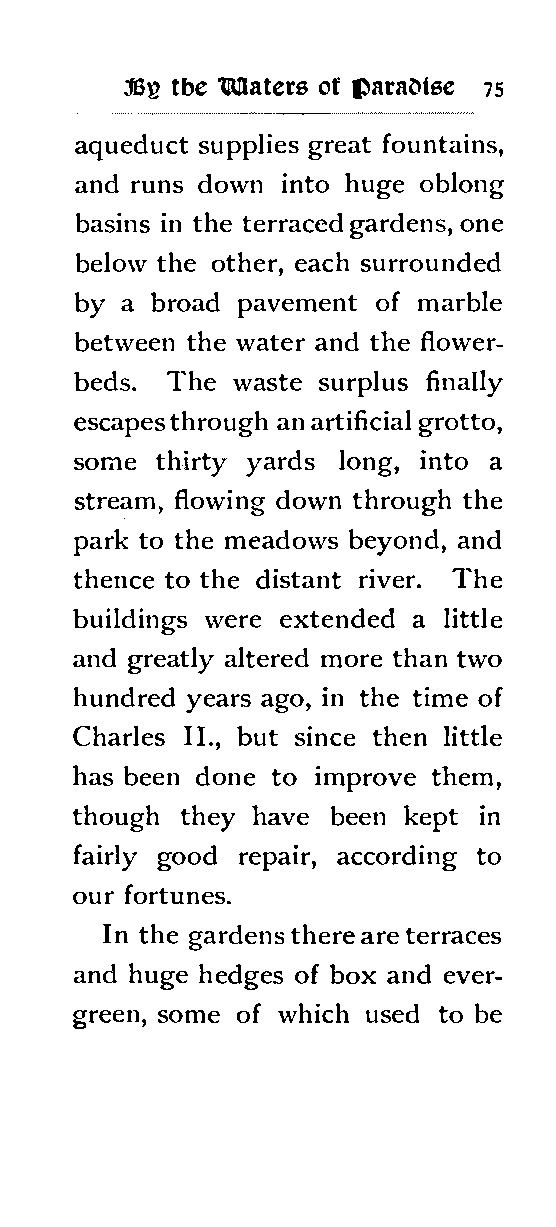 By the Waters of Paradise 75
aqueduct supplies great fountains,
and runs down into huge oblong
basins in the terraced gardens, one
below the other, each surrounded
by a broad pavement of marble
between the water and the flower-
beds. The waste surplus finally
escapes through an artificial grotto,
some thirty yards long, into a
stream, flowing down through the
park to the meadows beyond, and
thence to the distant river. The
buildings were extended a little
and greatly altered more than two
hundred years ago, in the time of
Charles II., but since then little
has been done to improve them,
though they have been kept in
fairly good repair, according to
our fortunes.
In the gardens there are terraces
and huge hedges of box and ever-
green, some of which used to be